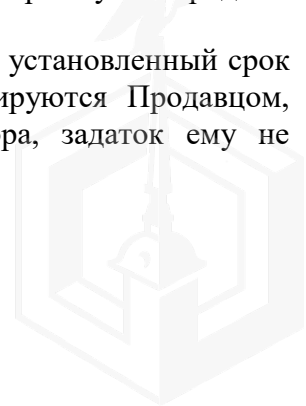 установленный срок
ируются Продавцом,
ра, задаток ему не